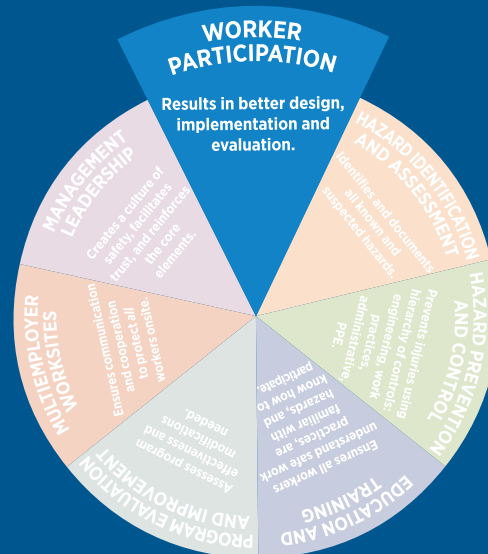 WORKER
PARTICIPATION
Results in better design,
implementation and
evaluation.
HAZARD IDENTIFICATION
AND ASSESSMENT
Identifies and documents
all known and
suspected hazards.
HAZARD PREVENTION
AND CONTROL
Prevents injuries using
hierarchy of controls:
engineering, work
practice,
administrative,
PPE.
EDUCATION AND
TRAINING
Ensures all workers
understand safe work
practices, are
familiar with
hazards, and
know how to
participate.
PROGRAM EVALUATION
AND IMPROVEMENT
Assesses program
effectiveness and
modifications
needed.
MULTEMPLOYER
WORKSITES
Ensures communication
and cooperation
to protect all
workers onsite.
MANAGEMENT
LEADERSHIP
Creates a culture of
safety, facilitates
trust, and reinforces
the core
elements.